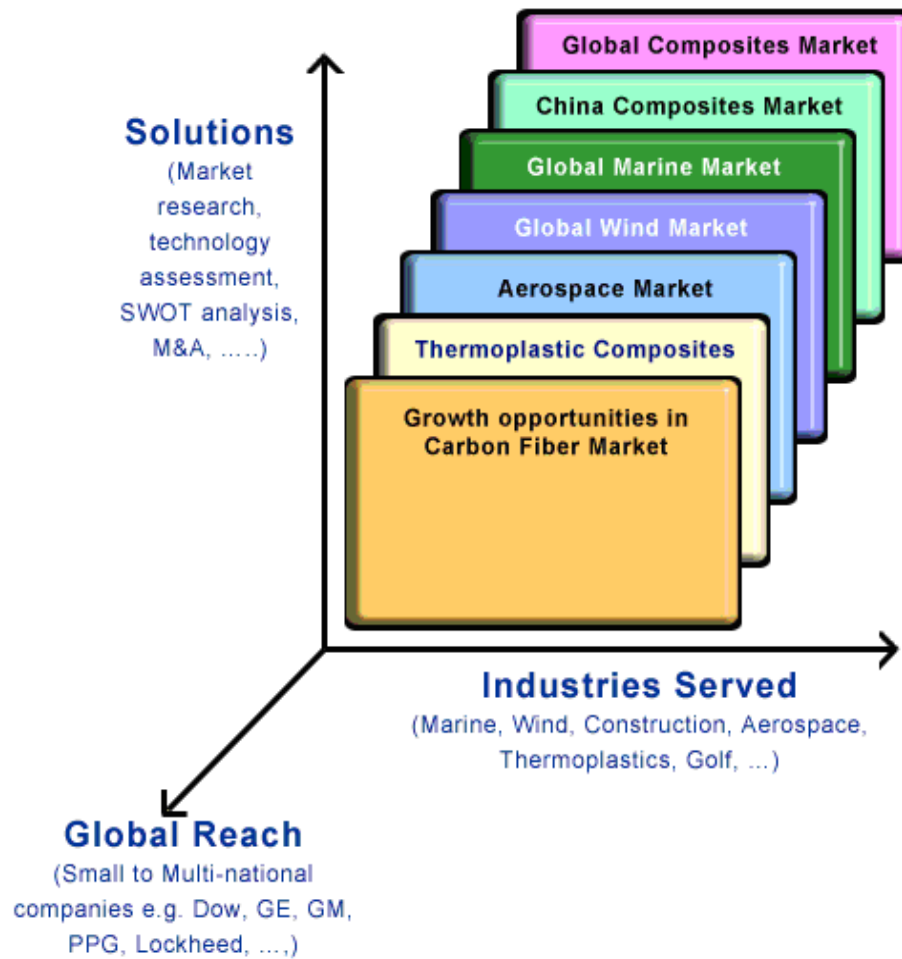 Global Composites Market
China Composites Market
Solutions
Global Marine Market
(Market
research,
Global Wind Market
technology
assessment,
Aerospace Market
SWOT analysis,
M&A, .....)
Thermoplastic Composites
Growth opportunities in
Carbon Fiber Market
Industries Served
(Marine, Wind, Construction, Aerospace,
Thermoplastics, Golf, ...)
Global Reach
(Small to Multi-national
companies e.g. Dow, GE, GM,
PPG, Lockheed, ...,)